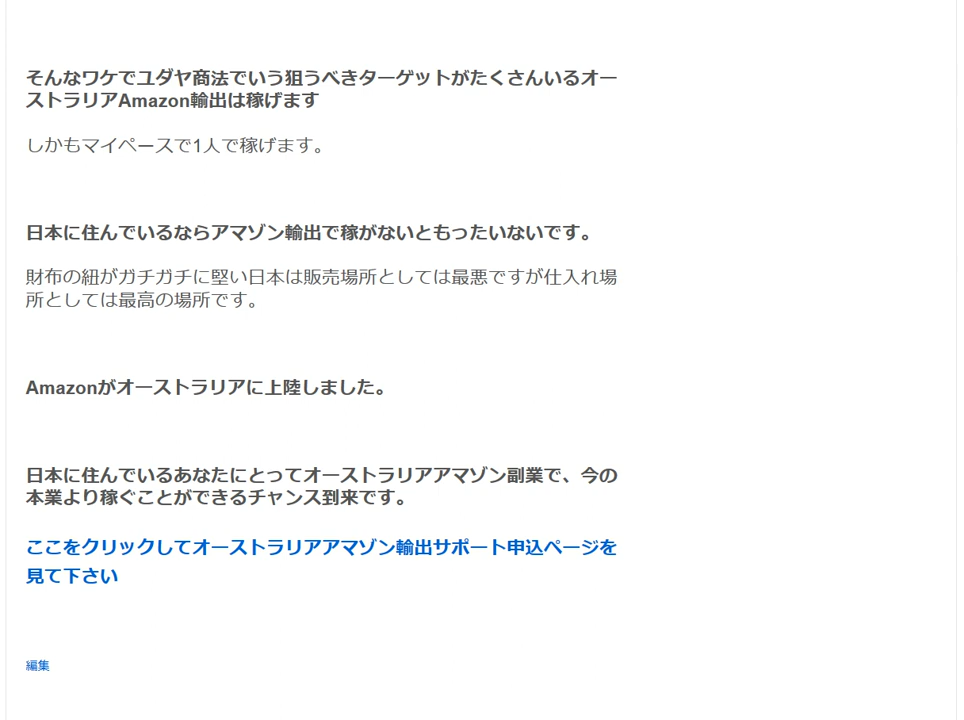 そんなワケでユダヤ商法でいう狙うべきターゲットがたくさんいるオー
ストラリアAmazon輸出は稼げます
しかもマイペースで1人で稼げます。
日本に住んでいるならアマゾン輸出で稼がないともったいないです。
財布の紐がガチガチに堅い日本は販売場所としては最悪ですが仕入れ場
所としては最高の場所です。
Amazonがオーストラリアに上陸しました。
日本に住んでいるあなたにとってオーストラリアアマゾン副業で、今の
本業より稼ぐことができるチャンス到来です。
ここをクリックしてオーストラリアアマゾン輸出サポート申込ページを
見て下さい
編集